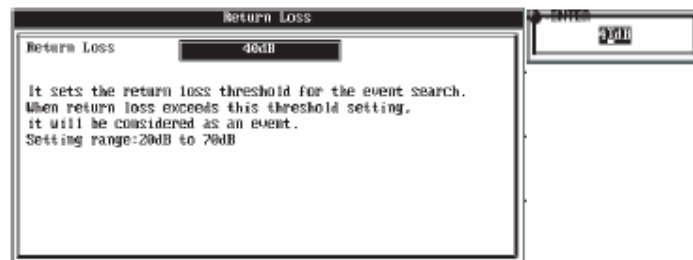 Return Loss
ENTER
Return Loss 40dB
40dB
It sets the return loss threshold for the event search.
When return loss exceeds this threshold setting,
it will be considered as an event.
Setting range:20dB to 70dB